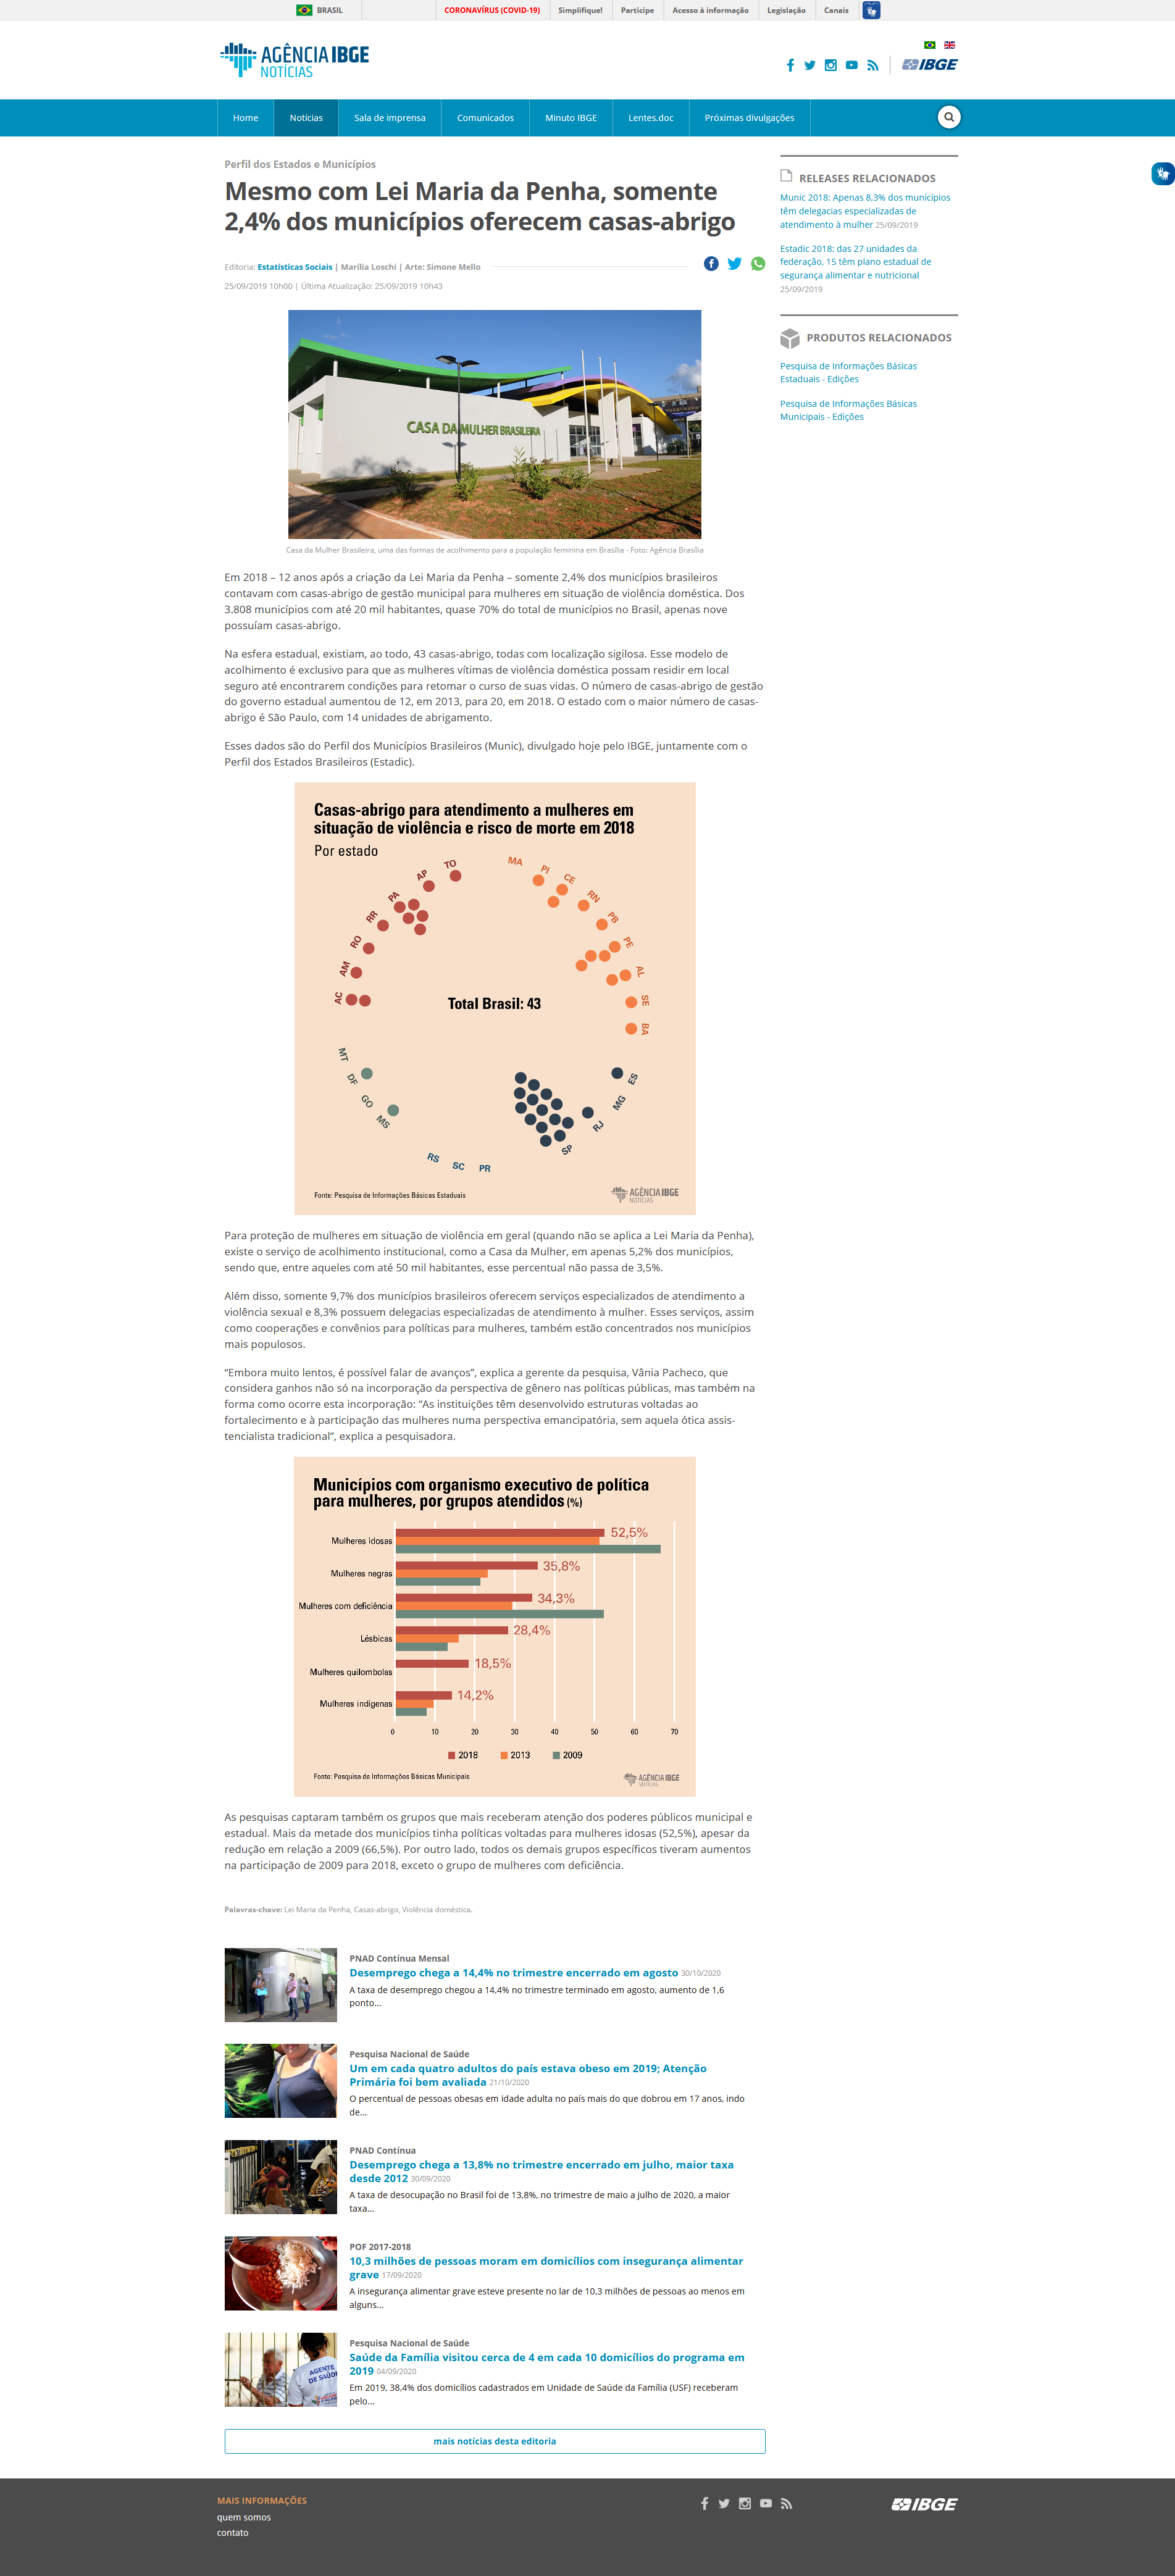 BRASIL
CORONAVÍRUS (COVID-19)
Simplifique!
Participe
Acesso à informação
Legislação
Canais
AGÊNCIA IBGE
NOTÍCIAS
IBGE
Home
Notícias
Sala de imprensa
Comunicados
Minuto IBGE
Lentes.doc
Próximas divulgações
Perfil dos Estados e Municípios
Mesmo com Lei Maria da Penha, somente
2,4% dos municípios oferecem casas-abrigo
Editoria: Estatísticas Sociais | Marília Loschi | Arte: Simone Mello
25/09/2019 10h00 | Última Atualização: 25/09/2019 10h43
CASA DA MULHER BRASILEIRA
Casa da Mulher Brasileira, uma das formas de acolhimento para a população feminina em Brasília - Foto: Agência Brasília
Em 2018 – 12 anos após a criação da Lei Maria da Penha – somente 2,4% dos municípios brasileiros
contavam com casas-abrigo de gestão municipal para mulheres em situação de violência doméstica. Dos
3.808 municípios com até 20 mil habitantes, quase 70% do total de municípios no Brasil, apenas nove
possuíam casas-abrigo.
Na esfera estadual, existiam, ao todo, 43 casas-abrigo, todas com localização sigilosa. Esse modelo de
acolhimento é exclusivo para que as mulheres vítimas de violência doméstica possam residir em local
seguro até encontrarem condições para retomar o curso de suas vidas. O número de casas-abrigo de gestão
do governo estadual aumentou de 12, em 2013, para 20, em 2018. O estado com o maior número de casas-
abrigo é São Paulo, com 14 unidades de abrigamento.
Esses dados são do Perfil dos Municípios Brasileiros (Munic), divulgado hoje pelo IBGE, juntamente com o
Perfil dos Estados Brasileiros (Estadic).
Casas-abrigo para atendimento a mulheres em
situação de violência e risco de morte em 2018
Por estado
TO
AP
PA
RR
RO
AM
AC
MA
PI
CE
RN
PB
PE
AL
SE
BA
Total Brasil: 43
MT
DF
GO
MS
RS
SC
PR
SP
RJ
MG
ES
Fonte: Pesquisa de Informações Básicas Estaduais
AGÊNCIA IBGE
NOTÍCIAS
Para proteção de mulheres em situação de violência em geral (quando não se aplica a Lei Maria da Penha),
existe o serviço de acolhimento institucional, como a Casa da Mulher, em apenas 5,2% dos municípios,
sendo que, entre aqueles com até 50 mil habitantes, esse percentual não passa de 3,5%.
Além disso, somente 9,7% dos municípios brasileiros oferecem serviços especializados de atendimento a
violência sexual e 8,3% possuem delegacias especializadas de atendimento à mulher. Esses serviços, assim
como cooperações e convênios para políticas para mulheres, também estão concentrados nos municípios
mais populosos.
“Embora muito lentos, é possível falar de avanços”, explica a gerente da pesquisa, Vânia Pacheco, que
considera ganhos não só na incorporação da perspectiva de gênero nas políticas públicas, mas também na
forma como ocorre esta incorporação: “As instituições têm desenvolvido estruturas voltadas ao
fortalecimento e à participação das mulheres numa perspectiva emancipatória, sem aquela ótica assis-
tencialista tradicional”, explica a pesquisadora.
Municípios com organismo executivo de política
para mulheres, por grupos atendidos (%)
Mulheres idosas 52,5%
Mulheres negras 35,8%
Mulheres com deficiência 34,3%
Lésbicas 28,4%
Mulheres quilombolas 18,5%
Mulheres indígenas 14,2%
0 10 20 30 40 50 60 70
2018 2013 2009
Fonte: Pesquisa de Informações Básicas Municipais
AGÊNCIA IBGE
NOTÍCIAS
As pesquisas captaram também os grupos que mais receberam atenção dos poderes públicos municipal e
estadual. Mais da metade dos municípios tinha políticas voltadas para mulheres idosas (52,5%), apesar da
redução em relação a 2009 (66,5%). Por outro lado, todos os demais grupos específicos tiveram aumentos
na participação de 2009 para 2018, exceto o grupo de mulheres com deficiência.
Palavras-chave: Lei Maria da Penha, Casas-abrigo, Violência doméstica.
PNAD Contínua Mensal
Desemprego chega a 14,4% no trimestre encerrado em agosto 30/10/2020
A taxa de desemprego chegou a 14,4% no trimestre terminado em agosto, aumento de 1,6
ponto...
Pesquisa Nacional de Saúde
Um em cada quatro adultos do país estava obeso em 2019; Atenção
Primária foi bem avaliada 21/10/2020
O percentual de pessoas obesas em idade adulta no país mais do que dobrou em 17 anos, indo
de...
PNAD Contínua
Desemprego chega a 13,8% no trimestre encerrado em julho, maior taxa
desde 2012 30/09/2020
A taxa de desocupação no Brasil foi de 13,8%, no trimestre de maio a julho de 2020, a maior
taxa...
POF 2017-2018
10,3 milhões de pessoas moram em domicílios com insegurança alimentar
grave 17/09/2020
A insegurança alimentar grave esteve presente no lar de 10,3 milhões de pessoas ao menos em
alguns...
AGENTE
DE SAÚDE
Pesquisa Nacional de Saúde
Saúde da Família visitou cerca de 4 em cada 10 domicílios do programa em
2019 04/09/2020
Em 2019, 38,4% dos domicílios cadastrados em Unidade de Saúde da Família (USF) receberam
pelo...
mais notícias desta editoria
RELEASES RELACIONADOS
Munic 2018: Apenas 8,3% dos municípios
têm delegacias especializadas de
atendimento à mulher 25/09/2019
Estadic 2018: das 27 unidades da
federação, 15 têm plano estadual de
segurança alimentar e nutricional
25/09/2019
PRODUTOS RELACIONADOS
Pesquisa de Informações Básicas
Estaduais - Edições
Pesquisa de Informações Básicas
Municipais - Edições
MAIS INFORMAÇÕES
quem somos
contato
IBGE